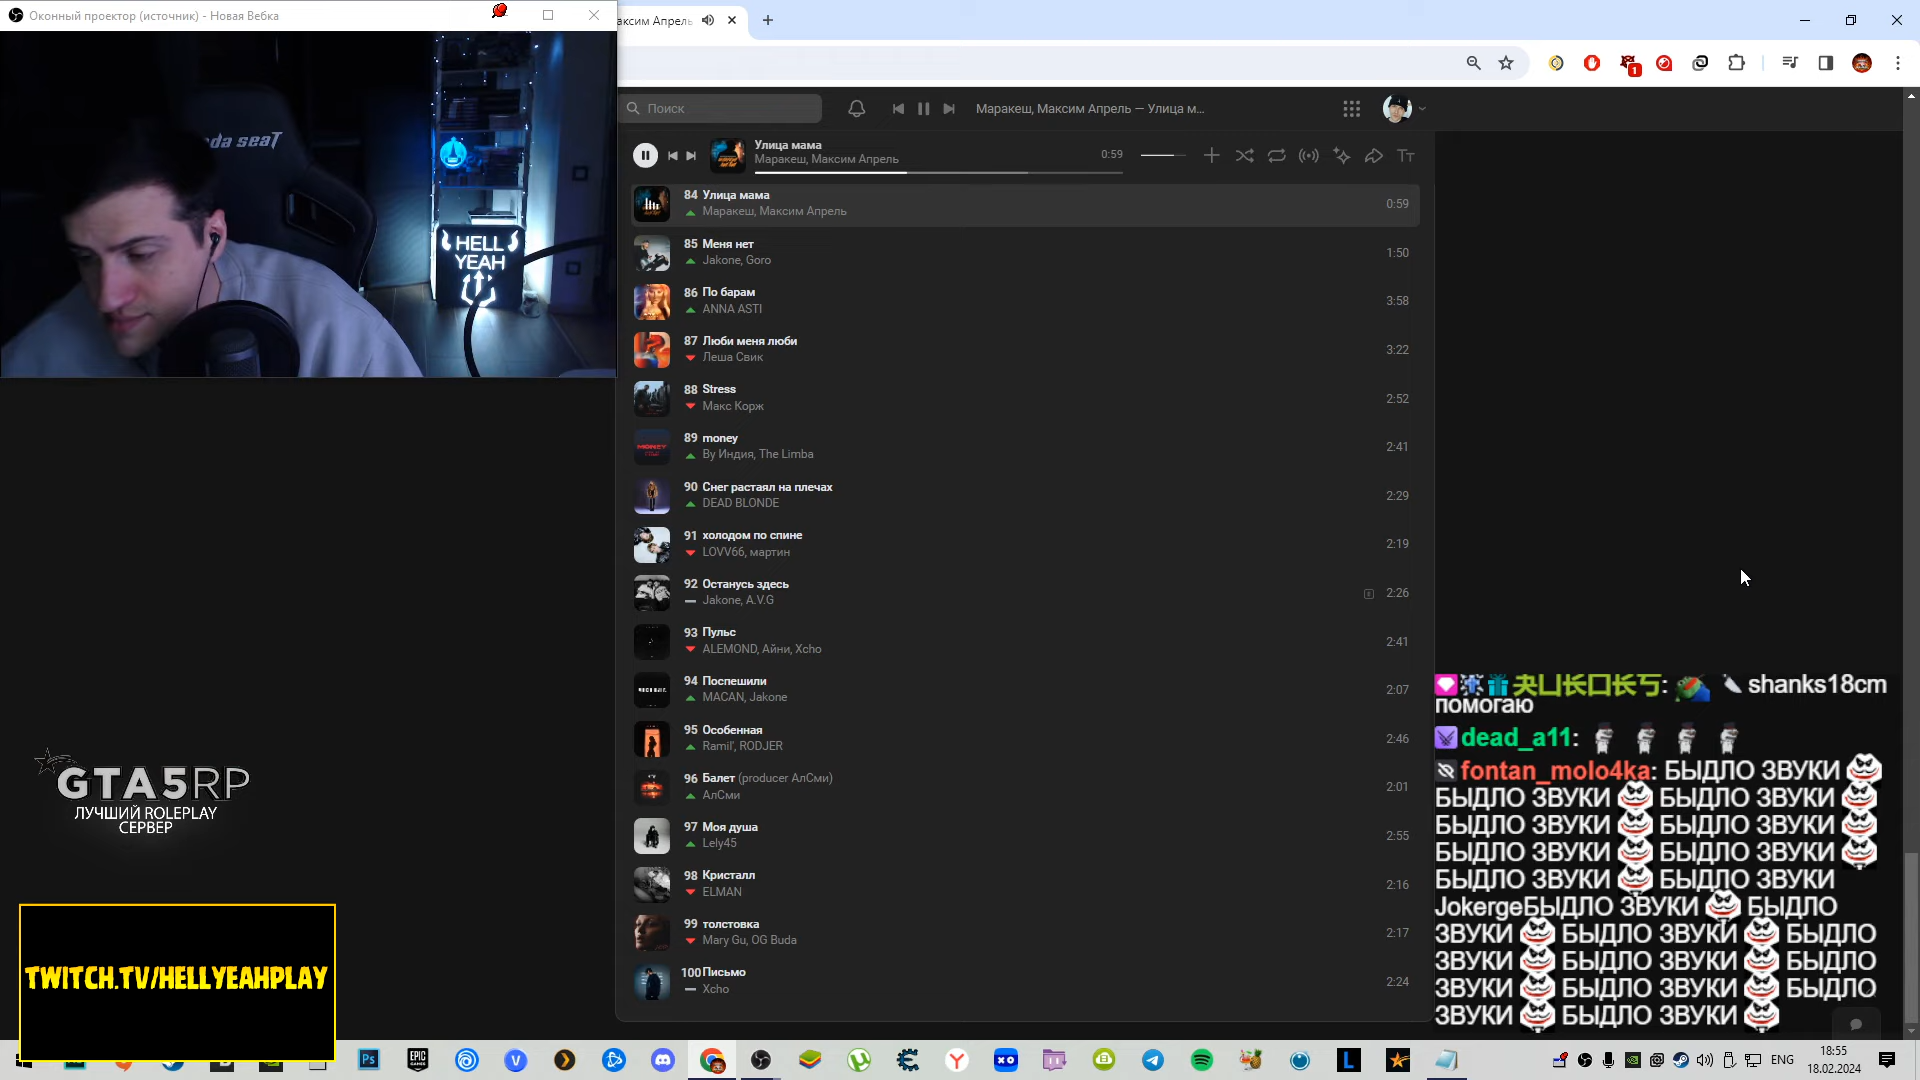 Оконный проектор (источник) - Новая Вебка
аксим Апрель
1
nda seat
HELL
YEAH
Поиск
Маракеш, Максим Апрель — Улица м...
Улица мама
Маракеш, Максим Апрель
0:59
84 Улица мама
Маракеш, Максим Апрель
0:59
85 Меня нет
Jakone, Goro
1:50
86 По барам
ANNA ASTI
3:58
87 Люби меня люби
Леша Свик
3:22
88 Stress
Макс Корж
2:52
89 money
By Индия, The Limba
2:41
90 Снег растаял на плечах
DEAD BLONDE
2:29
91 холодом по спине
LOVV66, мартин
2:19
92 Останусь здесь
Jakone, A.V.G
E 2:26
93 Пульс
ALEMOND, Айни, Xcho
2:41
94 Поспешили
MACAN, Jakone
2:07
95 Особенная
Ramil', RODJER
2:46
96 Балет (producer АлСми)
АлСми
2:01
97 Моя душа
Lely45
2:55
98 Кристалл
ELMAN
2:16
99 толстовка
Mary Gu, OG Buda
2:17
100 Письмо
Xcho
2:24
shanks18cm
помогаю
dead_a11:
fontan_molo4ka: БЫДЛО ЗВУКИ
БЫДЛО ЗВУКИ БЫДЛО ЗВУКИ
БЫДЛО ЗВУКИ БЫДЛО ЗВУКИ
БЫДЛО ЗВУКИ БЫДЛО ЗВУКИ
БЫДЛО ЗВУКИ БЫДЛО ЗВУКИ
JokergeБЫДЛО ЗВУКИ БЫДЛО
ЗВУКИ БЫДЛО ЗВУКИ БЫДЛО
ЗВУКИ БЫДЛО ЗВУКИ БЫДЛО
ЗВУКИ БЫДЛО ЗВУКИ БЫДЛО
ЗВУКИ БЫДЛО ЗВУКИ
GTA5RP
ЛУЧШИЙ ROLEPLAY
СЕРВЕР
TWITCH.TV/HELLYEAHPLAY
ENG
18:55
18.02.2024